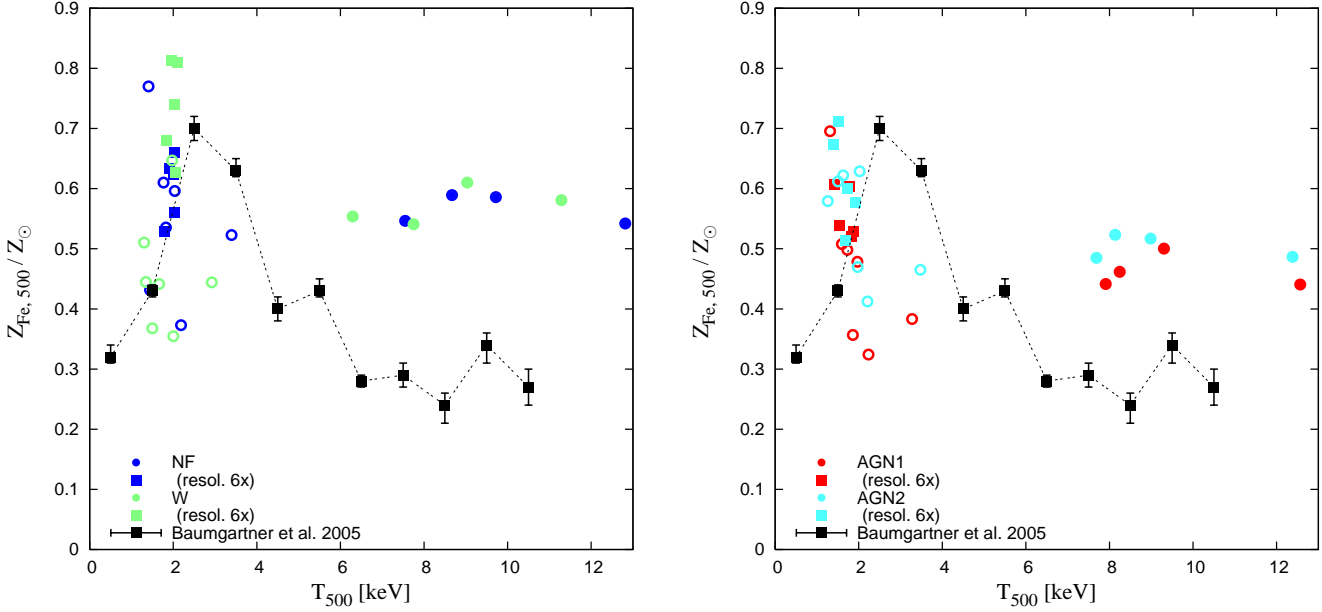 0.9
0.8
0.7
0.6
0.5
0.4
0.3
0.2
0.1
0
Z_Fe, 500 / Z_⊙
NF
(resol. 6x)
W
(resol. 6x)
Baumgartner et al. 2005
0 2 4 6 8 10 12
T_500 [keV]
0.9
0.8
0.7
0.6
0.5
0.4
0.3
0.2
0.1
0
Z_Fe, 500 / Z_⊙
AGN1
(resol. 6x)
AGN2
(resol. 6x)
Baumgartner et al. 2005
0 2 4 6 8 10 12
T_500 [keV]